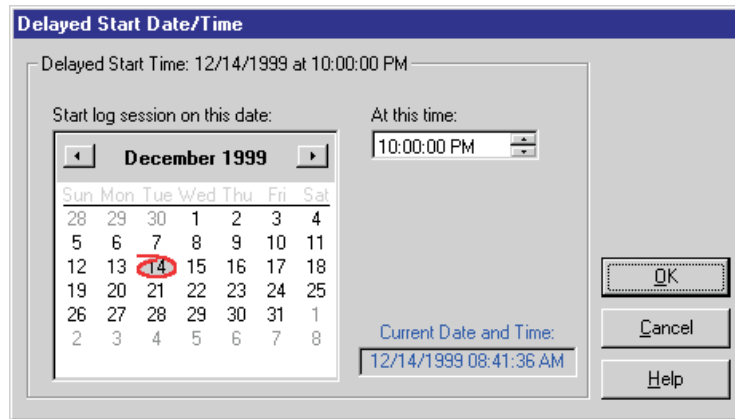 Delayed Start Date/Time
Delayed Start Time: 12/14/1999 at 10:00:00 PM
Start log session on this date:
At this time:
December 1999
10:00:00 PM
Sun Mon Tue Wed Thu Fri Sat
28 29 30 1 2 3 4
5 6 7 8 9 10 11
12 13 14 15 16 17 18
19 20 21 22 23 24 25
26 27 28 29 30 31 1
2 3 4 5 6 7 8
Current Date and Time:
12/14/1999 08:41:36 AM
OK
Cancel
Help